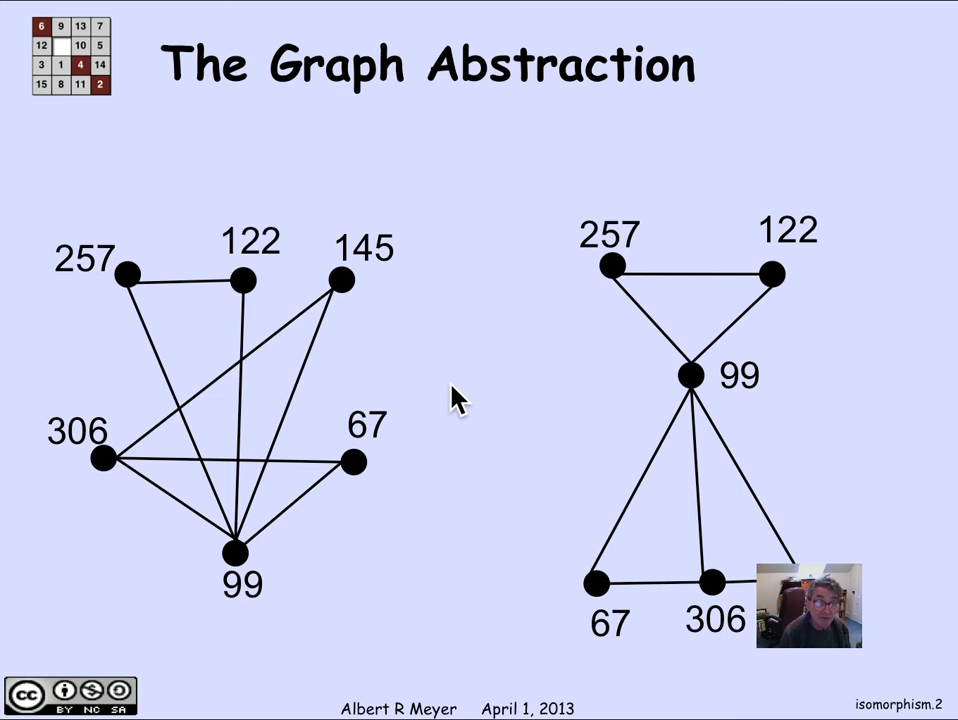 6 9 13 7
12 10 5
3 1 4 14
15 8 11 2
The Graph Abstraction
257 122 145
306 67
99
257 122
99
67 306
cc BY NC SA
Albert R Meyer April 1, 2013
isomorphism.2